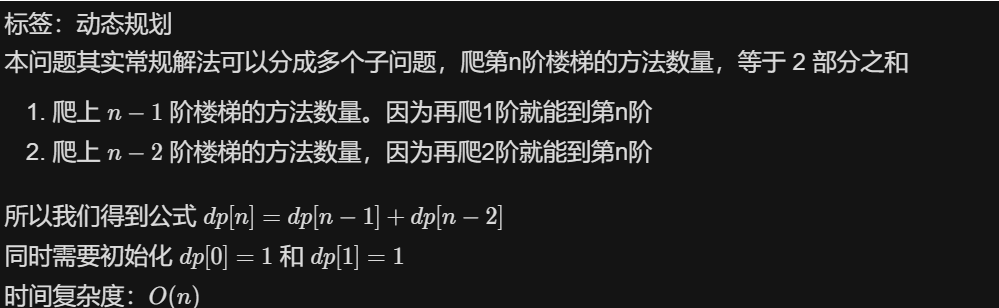 标签：动态规划
本问题其实常规解法可以分成多个子问题，爬第n阶楼梯的方法数量，等于 2 部分之和
1. 爬上 n − 1 阶楼梯的方法数量。因为再爬1阶就能到第n阶
2. 爬上 n − 2 阶楼梯的方法数量，因为再爬2阶就能到第n阶
所以我们得到公式 dp[n] = dp[n − 1] + dp[n − 2]
同时需要初始化 dp[0] = 1 和 dp[1] = 1
时间复杂度：O(n)